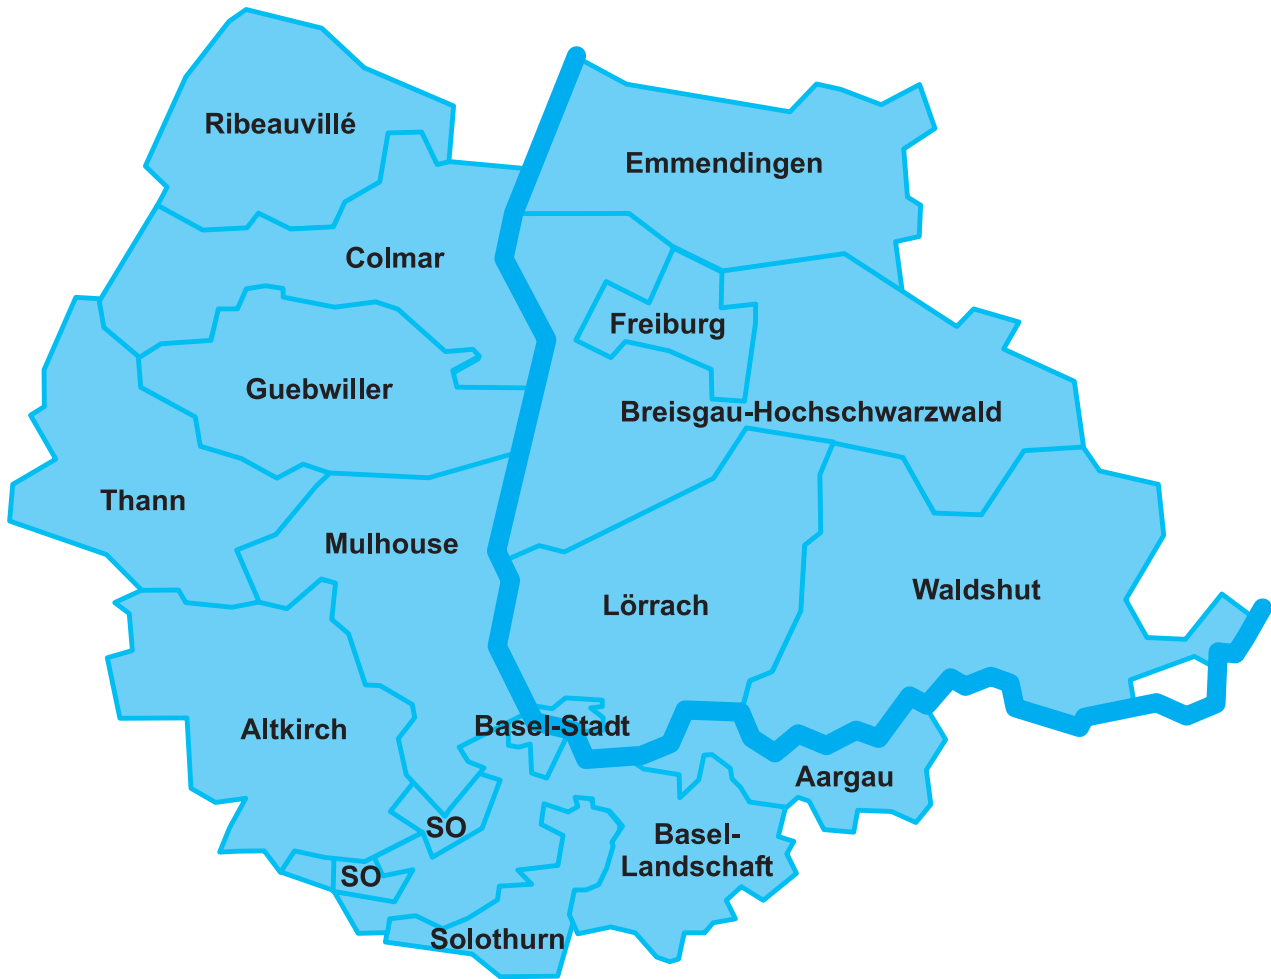 Ribeauvillé
Emmendingen
Colmar
Freiburg
Guebwiller
Breisgau-Hochschwarzwald
Thann
Mulhouse
Waldshut
Lörrach
Altkirch
Basel-Stadt
Aargau
SO
Basel-
Landschaft
SO
Solothurn